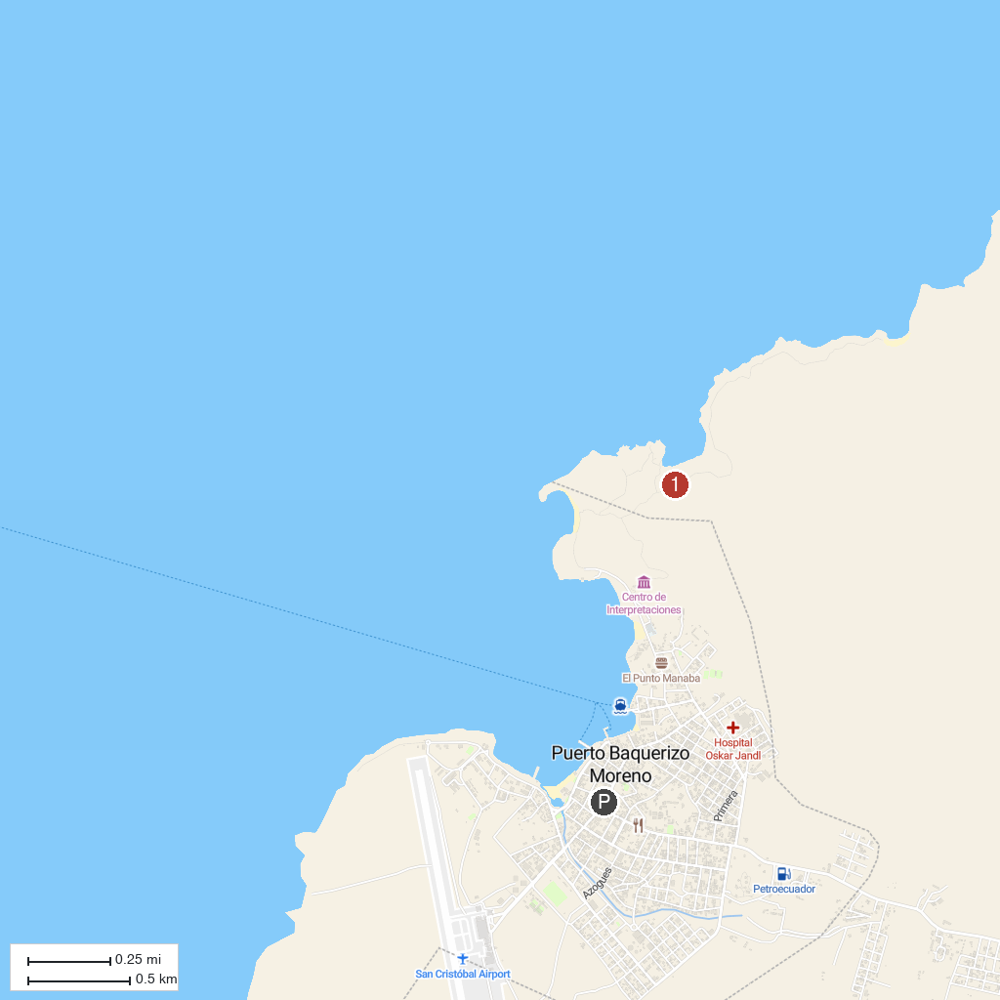 1
Centro de
Interpretaciones
El Punto Manaba
Hospital
Oskar Jandl
Puerto Baquerizo
Moreno
P
Primera
Azogues
Petroecuador
San Cristóbal Airport
0.25 mi
0.5 km